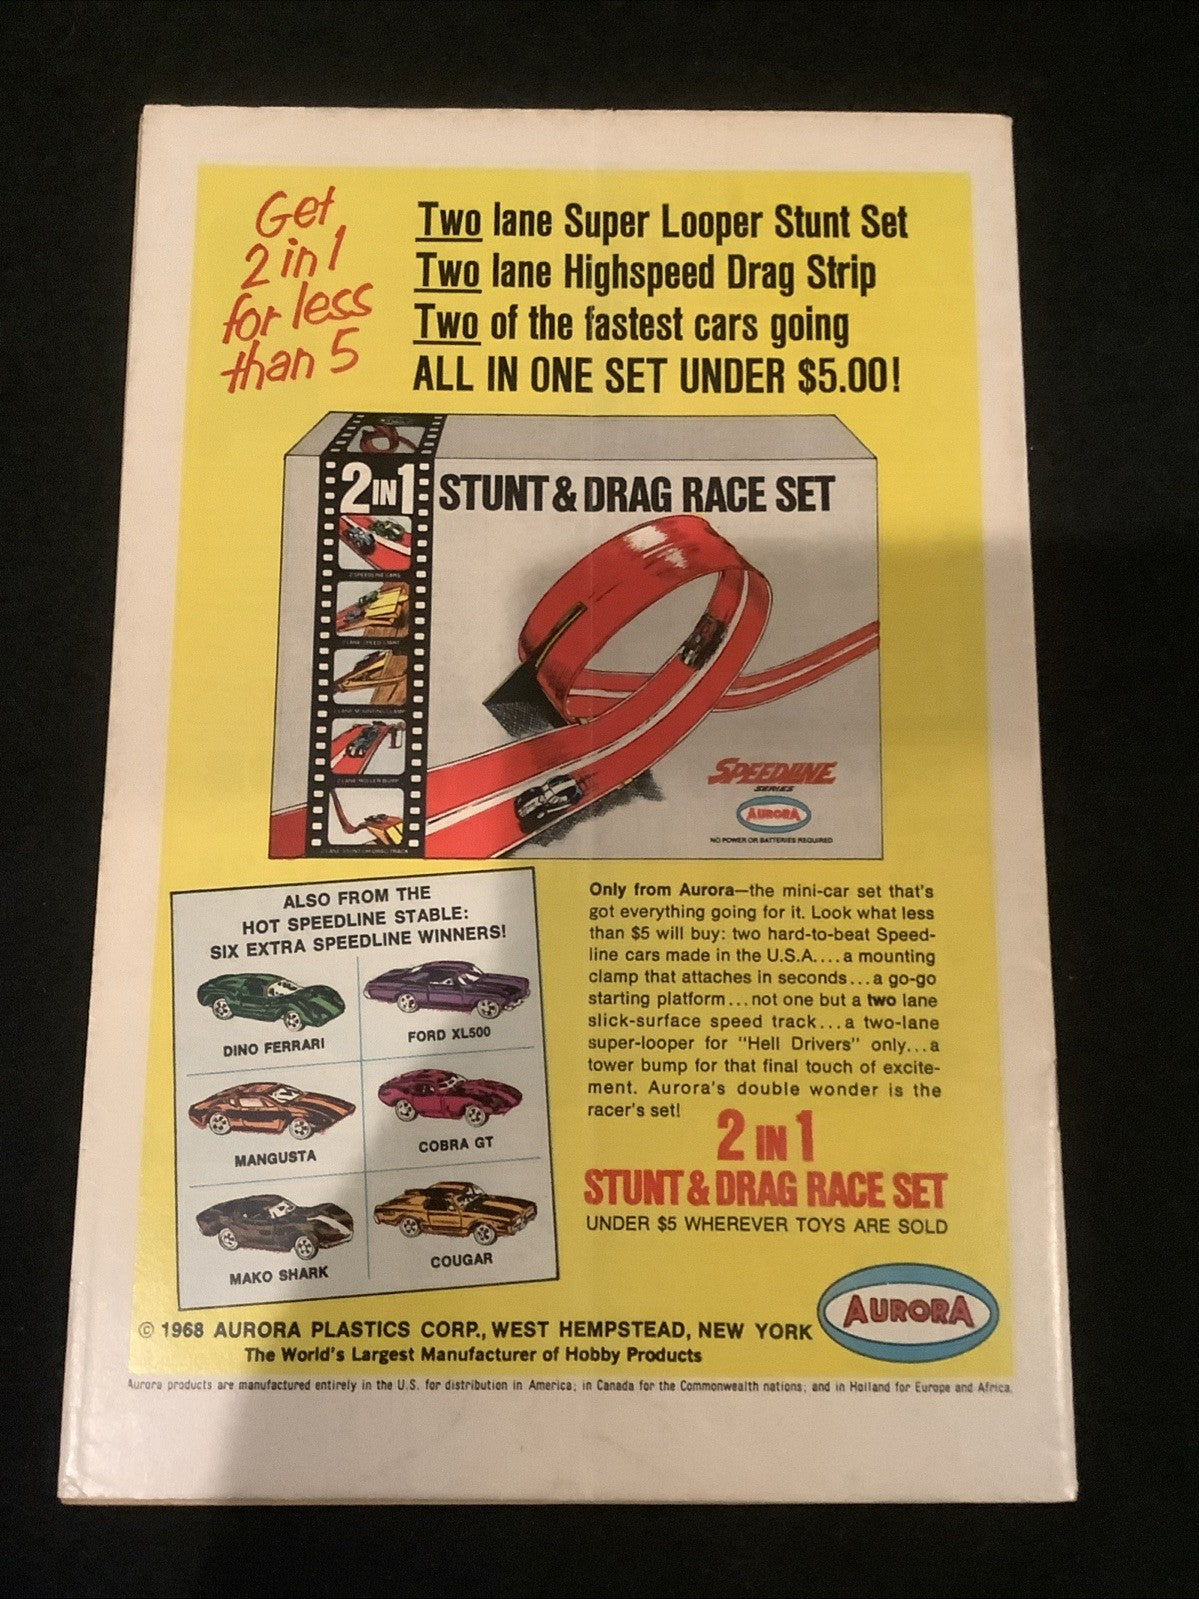 Get
2 in 1
for less
than 5
Two lane Super Looper Stunt Set
Two lane Highspeed Drag Strip
Two of the fastest cars going
ALL IN ONE SET UNDER $5.00!
2 IN 1 STUNT & DRAG RACE SET
2 SPEEDLINE CARS
SPEEDLINE
SERIES
AURORA
NO POWER OR BATTERIES REQUIRED
ALSO FROM THE
HOT SPEEDLINE STABLE:
SIX EXTRA SPEEDLINE WINNERS!
DINO FERRARI
FORD XL500
MANGUSTA
COBRA GT
MAKO SHARK
COUGAR
Only from Aurora—the mini-car set that's
got everything going for it. Look what less
than $5 will buy: two hard-to-beat Speed-
line cars made in the U.S.A....a mounting
clamp that attaches in seconds...a go-go
starting platform...not one but a two lane
slick-surface speed track...a two-lane
super-looper for "Hell Drivers" only...a
tower bump for that final touch of excite-
ment. Aurora's double wonder is the
racer's set!
2 IN 1
STUNT & DRAG RACE SET
UNDER $5 WHEREVER TOYS ARE SOLD
AURORA
© 1968 AURORA PLASTICS CORP., WEST HEMPSTEAD, NEW YORK
The World's Largest Manufacturer of Hobby Products
Aurora products are manufactured entirely in the U.S. for distribution in America; in Canada for the Commonwealth nations; and in Holland for Europe and Africa.